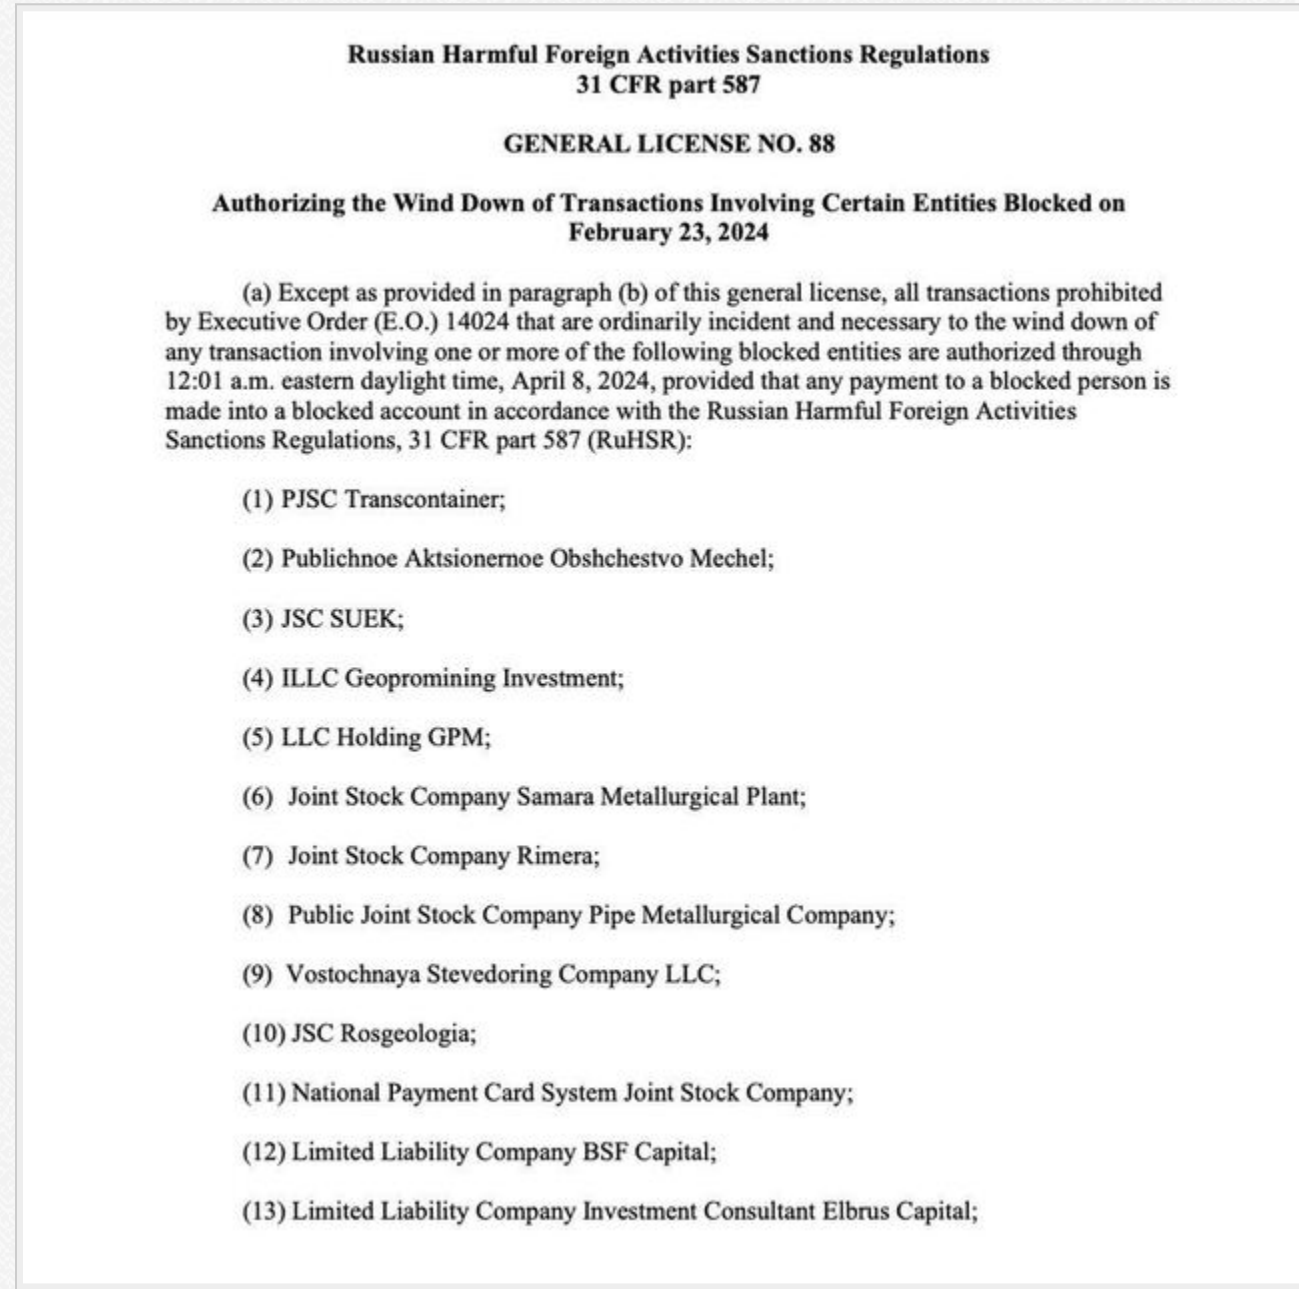 Russian Harmful Foreign Activities Sanctions Regulations
31 CFR part 587
GENERAL LICENSE NO. 88
Authorizing the Wind Down of Transactions Involving Certain Entities Blocked on
February 23, 2024
(a) Except as provided in paragraph (b) of this general license, all transactions prohibited
by Executive Order (E.O.) 14024 that are ordinarily incident and necessary to the wind down of
any transaction involving one or more of the following blocked entities are authorized through
12:01 a.m. eastern daylight time, April 8, 2024, provided that any payment to a blocked person is
made into a blocked account in accordance with the Russian Harmful Foreign Activities
Sanctions Regulations, 31 CFR part 587 (RuHSR):
(1) PJSC Transcontainer;
(2) Publichnoe Aktsionernoe Obshchestvo Mechel;
(3) JSC SUEK;
(4) ILLC Geopromining Investment;
(5) LLC Holding GPM;
(6) Joint Stock Company Samara Metallurgical Plant;
(7) Joint Stock Company Rimera;
(8) Public Joint Stock Company Pipe Metallurgical Company;
(9) Vostochnaya Stevedoring Company LLC;
(10) JSC Rosgeologia;
(11) National Payment Card System Joint Stock Company;
(12) Limited Liability Company BSF Capital;
(13) Limited Liability Company Investment Consultant Elbrus Capital;